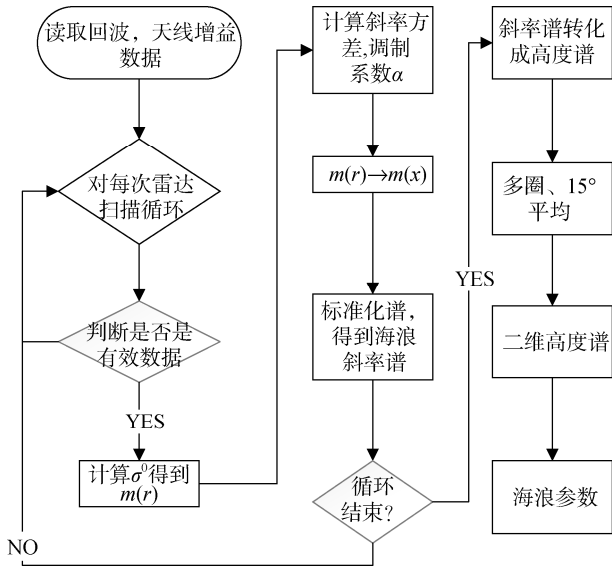 读取回波，天线增益
数据
对每次雷达
扫描循环
判断是否是
有效数据
YES
计算σ⁰得到
m(r)
NO
计算斜率方
差,调制
系数α
m(r)→m(x)
标准化谱，
得到海浪
斜率谱
循环
结束?
YES
斜率谱转化
成高度谱
多圈、15°
平均
二维高度谱
海浪参数